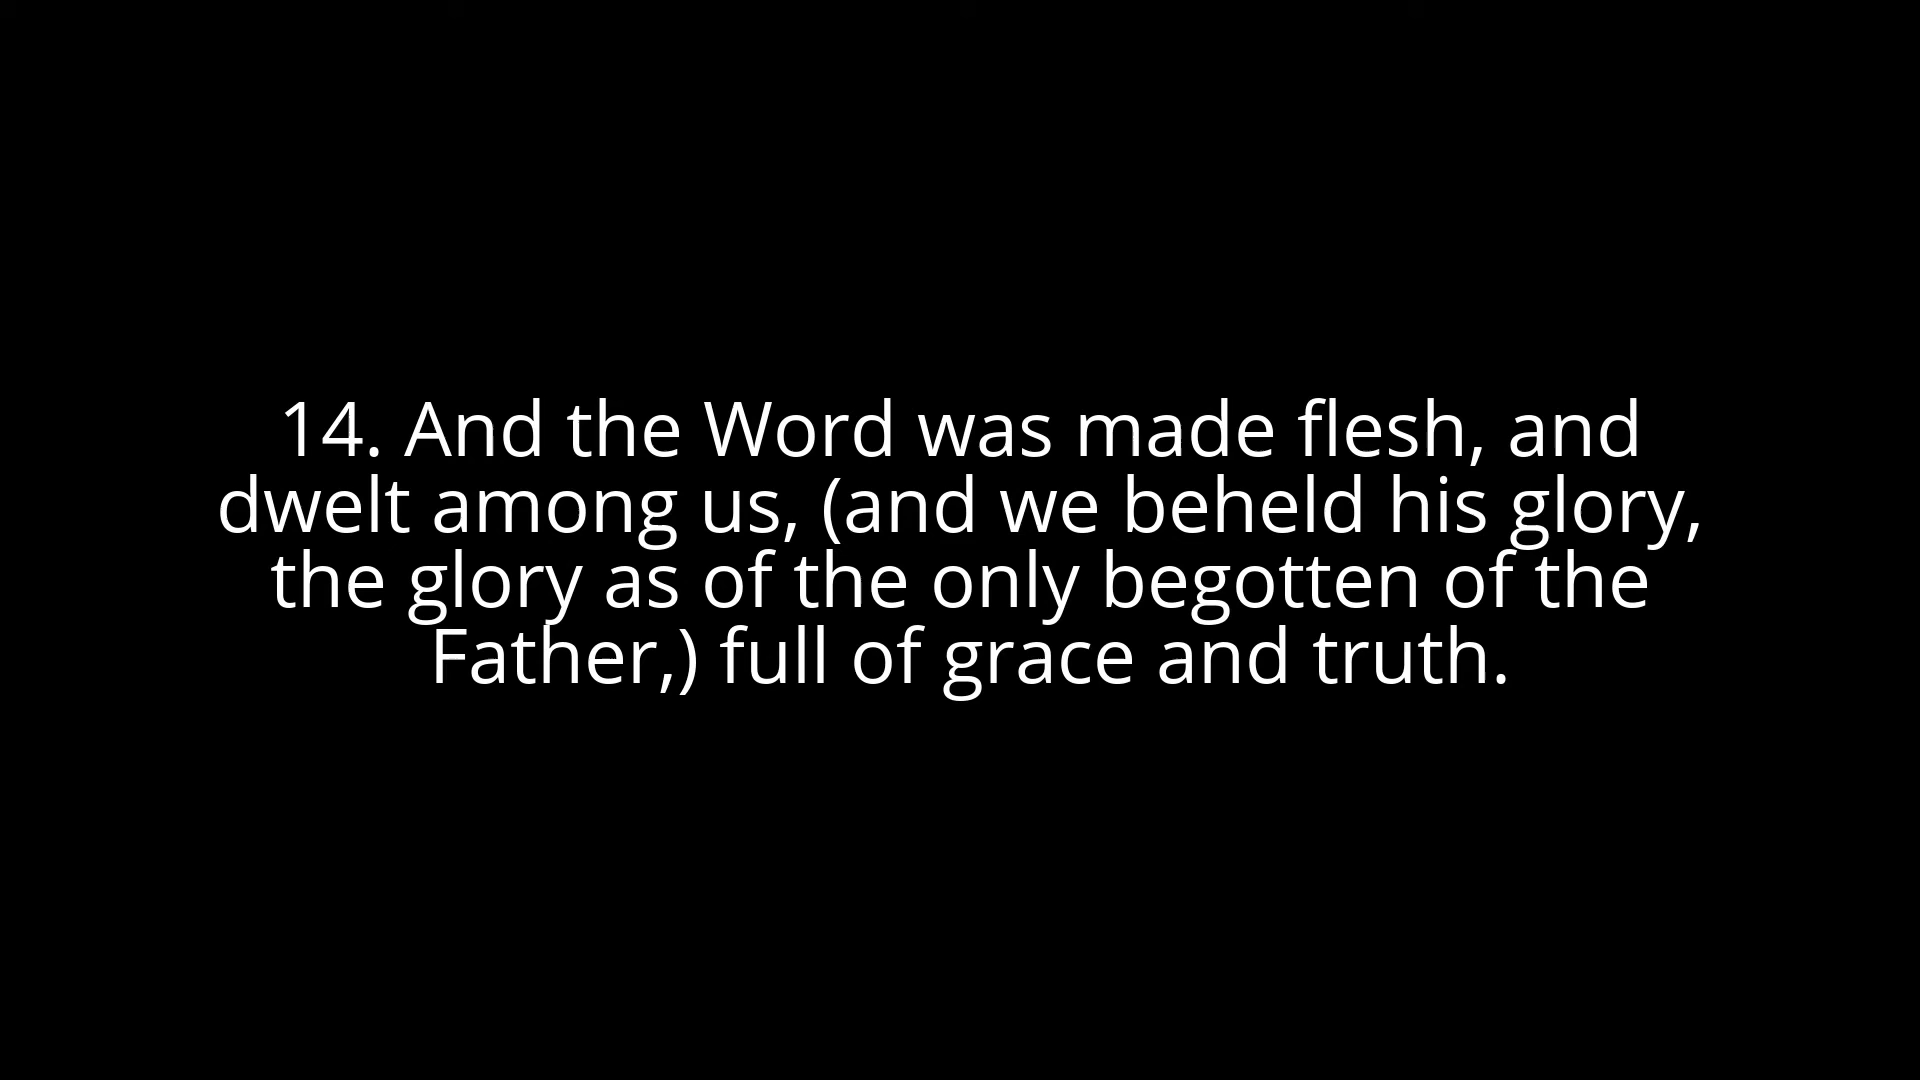 14. And the Word was made flesh, and
dwelt among us, (and we beheld his glory,
the glory as of the only begotten of the
Father,) full of grace and truth.